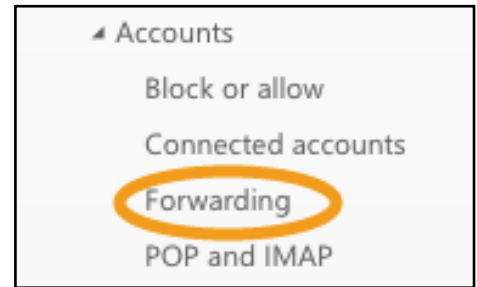 Accounts
Block or allow
Connected accounts
Forwarding
POP and IMAP